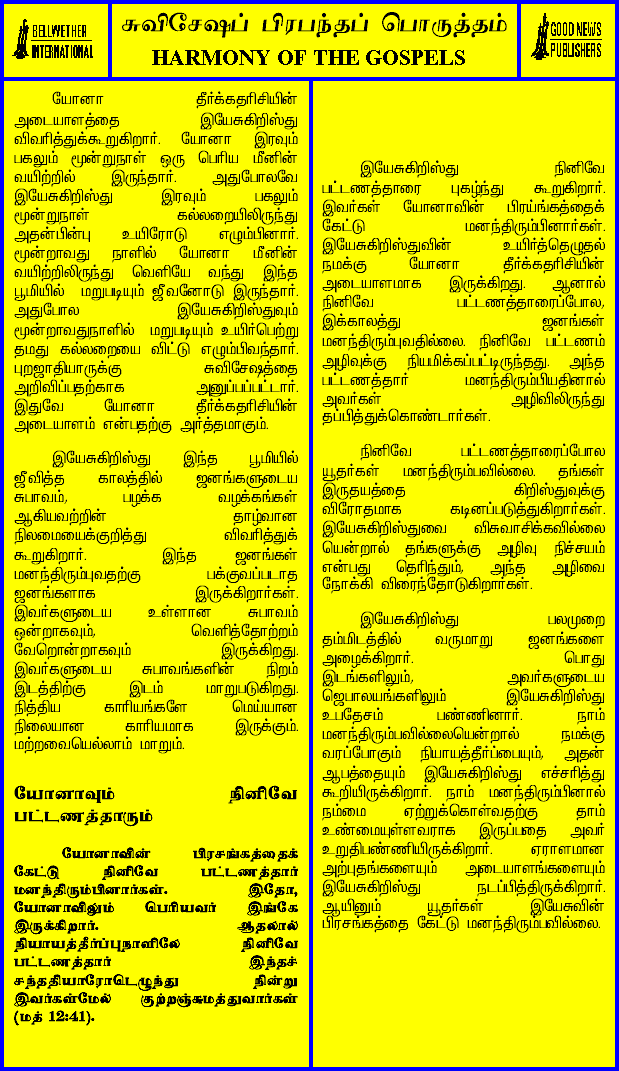 BELLWETHER
INTERNATIONAL
சுவிசேஷப் பிரபந்தப் பொருத்தம்
HARMONY OF THE GOSPELS
GOOD NEWS
PUBLISHERS
யோனா தீர்க்கதரிசியின்
அடையாளத்தை இயேசுகிறிஸ்து
விவரித்துக்கூறுகிறார். யோனா இரவும்
பகலும் மூன்றுநாள் ஒரு பெரிய மீனின்
வயிற்றில் இருந்தார். அதுபோலவே
இயேசுகிறிஸ்து இரவும் பகலும்
மூன்றுநாள் கல்லறையிலிருந்து
அதன்பின்பு உயிரோடு எழும்பினார்.
மூன்றாவது நாளில் யோனா மீனின்
வயிற்றிலிருந்து வெளியே வந்து இந்த
பூமியில் மறுபடியும் ஜீவனோடு இருந்தார்.
அதுபோல இயேசுகிறிஸ்துவும்
மூன்றாவதுநாளில் மறுபடியும் உயிர்பெற்று
தமது கல்லறையை விட்டு எழும்பிவந்தார்.
புறஜாதியாருக்கு சுவிசேஷத்தை
அறிவிப்பதற்காக அனுப்பப்பட்டார்.
இதுவே யோனா தீர்க்கதரிசியின்
அடையாளம் என்பதற்கு அர்த்தமாகும்.
இயேசுகிறிஸ்து இந்த பூமியில்
ஜீவித்த காலத்தில் ஜனங்களுடைய
சுபாவம், பழக்க வழக்கங்கள்
ஆகியவற்றின் தாழ்வான
நிலமையைக்குறித்து விவரித்துக்
கூறுகிறார். இந்த ஜனங்கள்
மனந்திரும்புவதற்கு பக்குவப்படாத
ஜனங்களாக இருக்கிறார்கள்.
இவர்களுடைய உள்ளான சுபாவம்
ஒன்றாகவும், வெளித்தோற்றம்
வேறொன்றாகவும் இருக்கிறது.
இவர்களுடைய சுபாவங்களின் நிறம்
இடத்திற்கு இடம் மாறுபடுகிறது.
நித்திய காரியங்களே மெய்யான
நிலையான காரியமாக இருக்கும்.
மற்றவையெல்லாம் மாறும்.
யோனாவும் நினிவே
பட்டணத்தாரும்
யோனாவின் பிரசங்கத்தைக்
கேட்டு நினிவே பட்டணத்தார்
மனந்திரும்பினார்கள். இதோ,
யோனாவிலும் பெரியவர் இங்கே
இருக்கிறார். ஆதலால்
நியாயத்தீர்ப்புநாளிலே நினிவே
பட்டணத்தார் இந்தச்
சந்ததியாரோடெழுந்து நின்று
இவர்கள்மேல் குற்றஞ்சுமத்துவார்கள்
(மத் 12:41).
இயேசுகிறிஸ்து நினிவே
பட்டணத்தாரை புகழ்ந்து கூறுகிறார்.
இவர்கள் யோனாவின் பிரய்ங்கத்தைக்
கேட்டு மனந்திரும்பினார்கள்.
இயேசுகிறிஸ்துவின் உயிர்த்தெழுதல்
நமக்கு யோனா தீர்க்கதரிசியின்
அடையாளமாக இருக்கிறது. ஆனால்
நினிவே பட்டணத்தாரைப்போல,
இக்காலத்து ஜனங்கள்
மனந்திரும்புவதில்லை. நினிவே பட்டணம்
அழிவுக்கு நியமிக்கப்பட்டிருந்தது. அந்த
பட்டணத்தார் மனந்திரும்பியதினால்
அவர்கள் அழிவிலிருந்து
தப்பித்துக்கொண்டார்கள்.
நினிவே பட்டணத்தாரைப்போல
யூதர்கள் மனந்திரும்பவில்லை. தங்கள்
இருதயத்தை கிறிஸ்துவுக்கு
விரோதமாக கடினப்படுத்துகிறார்கள்.
இயேசுகிறிஸ்துவை விசுவாசிக்கவில்லை
யென்றால் தங்களுக்கு அழிவு நிச்சயம்
என்பது தெரிந்தும், அந்த அழிவை
நோக்கி விரைந்தோடுகிறார்கள்.
இயேசுகிறிஸ்து பலமுறை
தம்மிடத்தில் வருமாறு ஜனங்களை
அழைக்கிறார். பொது
இடங்களிலும், அவர்களுடைய
ஜெபாலயங்களிலும் இயேசுகிறிஸ்து
உபதேசம் பண்ணினார். நாம்
மனந்திரும்பவில்லையென்றால் நமக்கு
வரப்போகும் நியாயத்தீர்ப்பையும், அதன்
ஆபத்தையும் இயேசுகிறிஸ்து எச்சரித்து
கூறியிருக்கிறார். நாம் மனந்திரும்பினால்
நம்மை ஏற்றுக்கொள்வதற்கு தாம்
உண்மையுள்ளவராக இருப்பதை அவர்
உறுதிபண்ணியிருக்கிறார். ஏராளமான
அற்புதங்களையும் அடையாளங்களையும்
இயேசுகிறிஸ்து நடப்பித்திருக்கிறார்.
ஆயினும் யூதர்கள் இயேசுவின்
பிரசங்கத்தை கேட்டு மனந்திரும்பவில்லை.